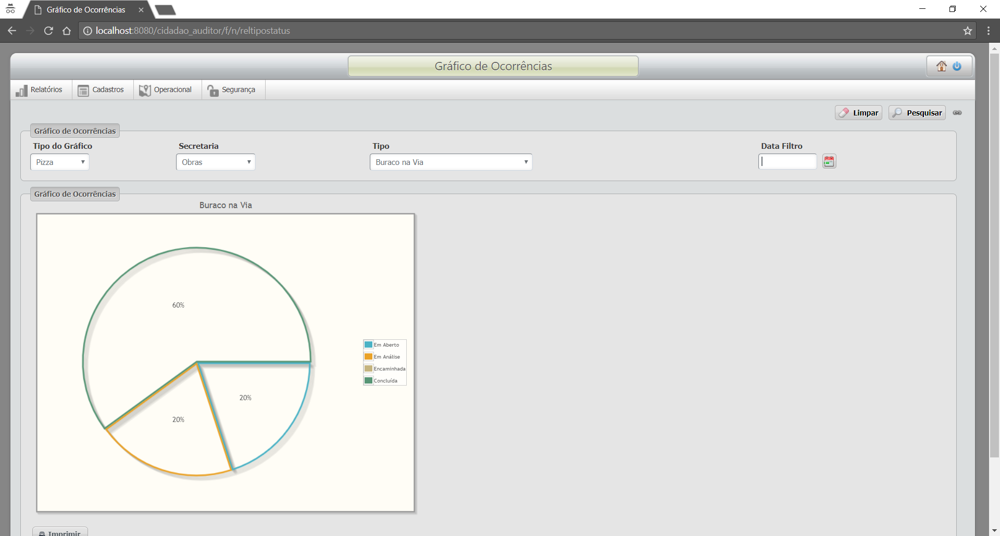 Gráfico de Ocorrências
localhost:8080/cidadao_auditor/f/n/reltipostatus
Gráfico de Ocorrências
Relatórios Cadastros Operacional Segurança
Limpar Pesquisar
Gráfico de Ocorrências
Tipo do Gráfico Secretaria Tipo Data Filtro
Pizza Obras Buraco na Via
Gráfico de Ocorrências
Buraco na Via
60%
Em Aberto
Em Análise
Encaminhada
Concluída
20%
20%
Imprimir